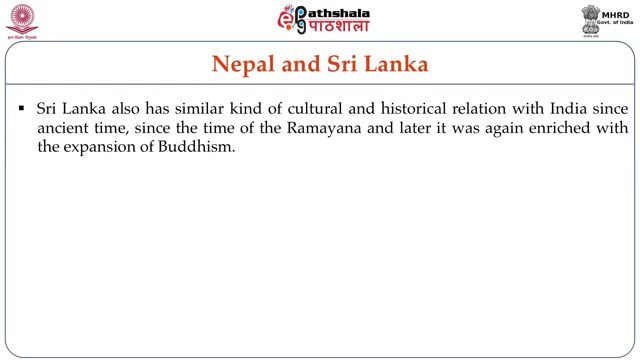 ePathshala
पाठशाला
MHRD
Govt. of India
Nepal and Sri Lanka
▪ Sri Lanka also has similar kind of cultural and historical relation with India since
ancient time, since the time of the Ramayana and later it was again enriched with
the expansion of Buddhism.